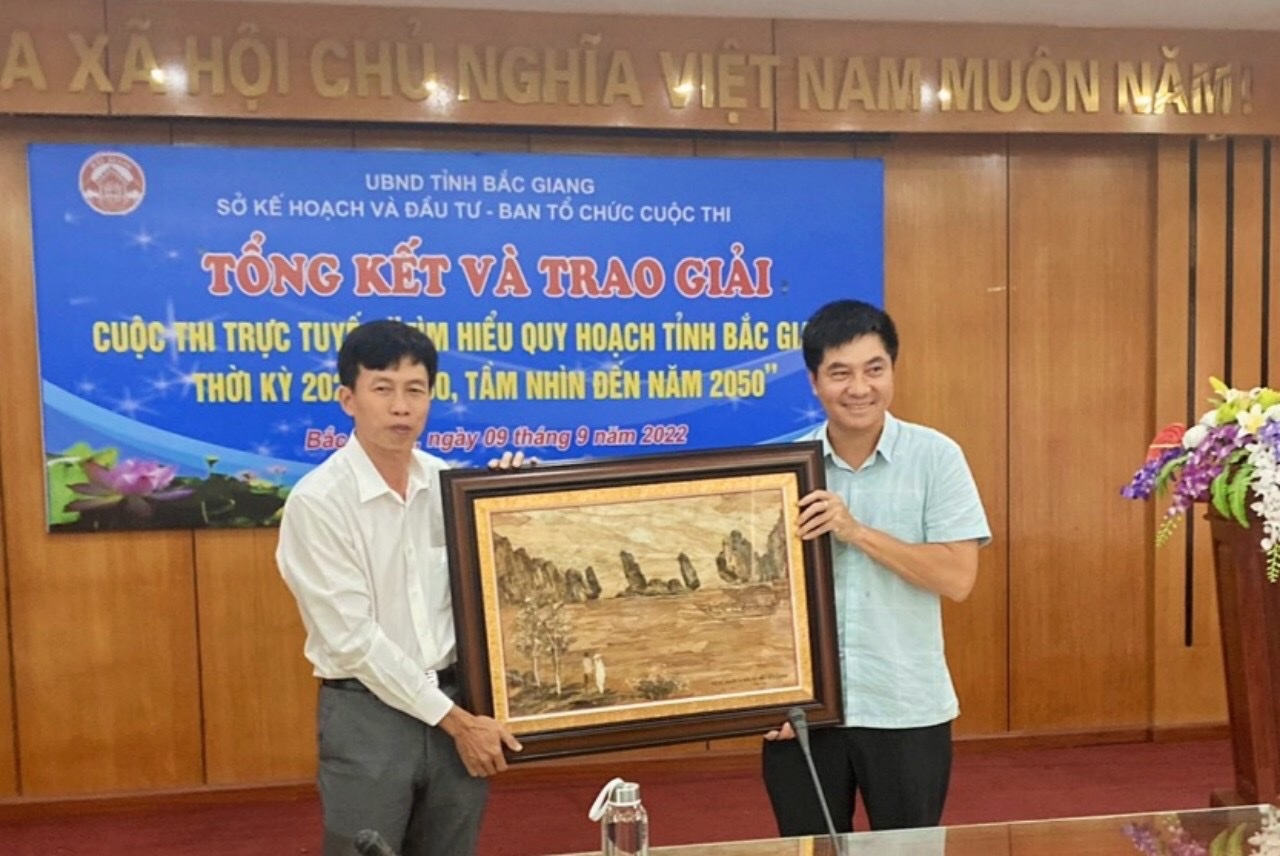 A XÃ HỘI CHỦ NGHĨA VIỆT NAM MUÔN NĂM !
UBND TỈNH BẮC GIANG
SỞ KẾ HOẠCH VÀ ĐẦU TƯ - BAN TỔ CHỨC CUỘC THI
TỔNG KẾT VÀ TRAO GIẢI
CUỘC THI TRỰC TUYẾ HIỂU QUY HOẠCH TỈNH BẮC GIA
THỜI KỲ 202 0, TẦM NHÌN ĐẾN NĂM 2050”
Bắc , ngày 09 tháng 9 năm 2022